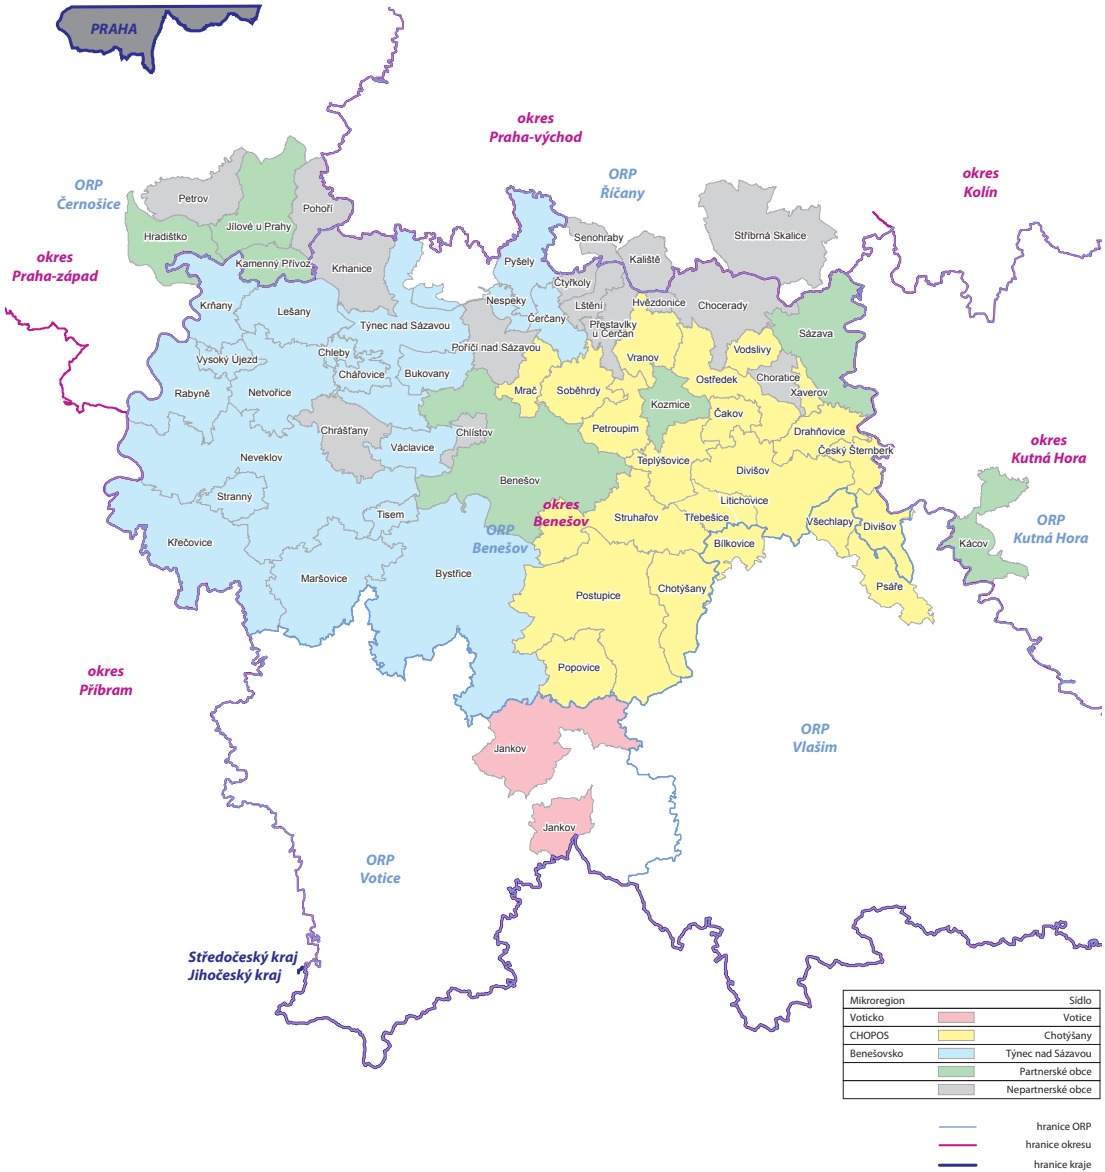 PRAHA
okres
Praha-východ
ORP
Říčany
okres
Kolín
ORP
Černošice
Petrov
Pohoří
Jílové u Prahy
Hradištko
Senohraby
Stříbrná Skalice
okres
Praha-západ
Kamenný Přívoz
Krhanice
Pyšely
Kaliště
Čtyřkoly
Krňany
Lešany
Nespeky
Lštění
Hvězdonice
Chocerady
Týnec nad Sázavou
Čerčany
Přestavlky
u Čerčan
Sázava
Poříčí nad Sázavou
Vysoký Újezd
Chleby
Vranov
Vodslivy
Chářovice
Bukovany
Ostředek
Choratice
Rabyně
Netvořice
Mrač
Soběhrdy
Xaverov
Kozmice
Čakov
Chrášťany
Chlístov
Petroupim
Drahňovice
Václavice
Český Šternberk
okres
Kutná Hora
Neveklov
Teplýšovice
Divišov
Benešov
Stranný
Litichovice
okres
Benešov
Tisem
Struhařov
Třebešice
Všechlapy
Divišov
ORP
Kutná Hora
ORP
Benešov
Křečovice
Bílkovice
Kácov
Maršovice
Bystřice
Postupice
Chotýšany
Psáře
okres
Příbram
Popovice
ORP
Vlašim
Jankov
Jankov
ORP
Votice
Středočeský kraj
Jihočeský kraj
Mikroregion Sídlo
Voticko Votice
CHOPOS Chotýšany
Benešovsko Týnec nad Sázavou
Partnerské obce
Nepartnerské obce
hranice ORP
hranice okresu
hranice kraje